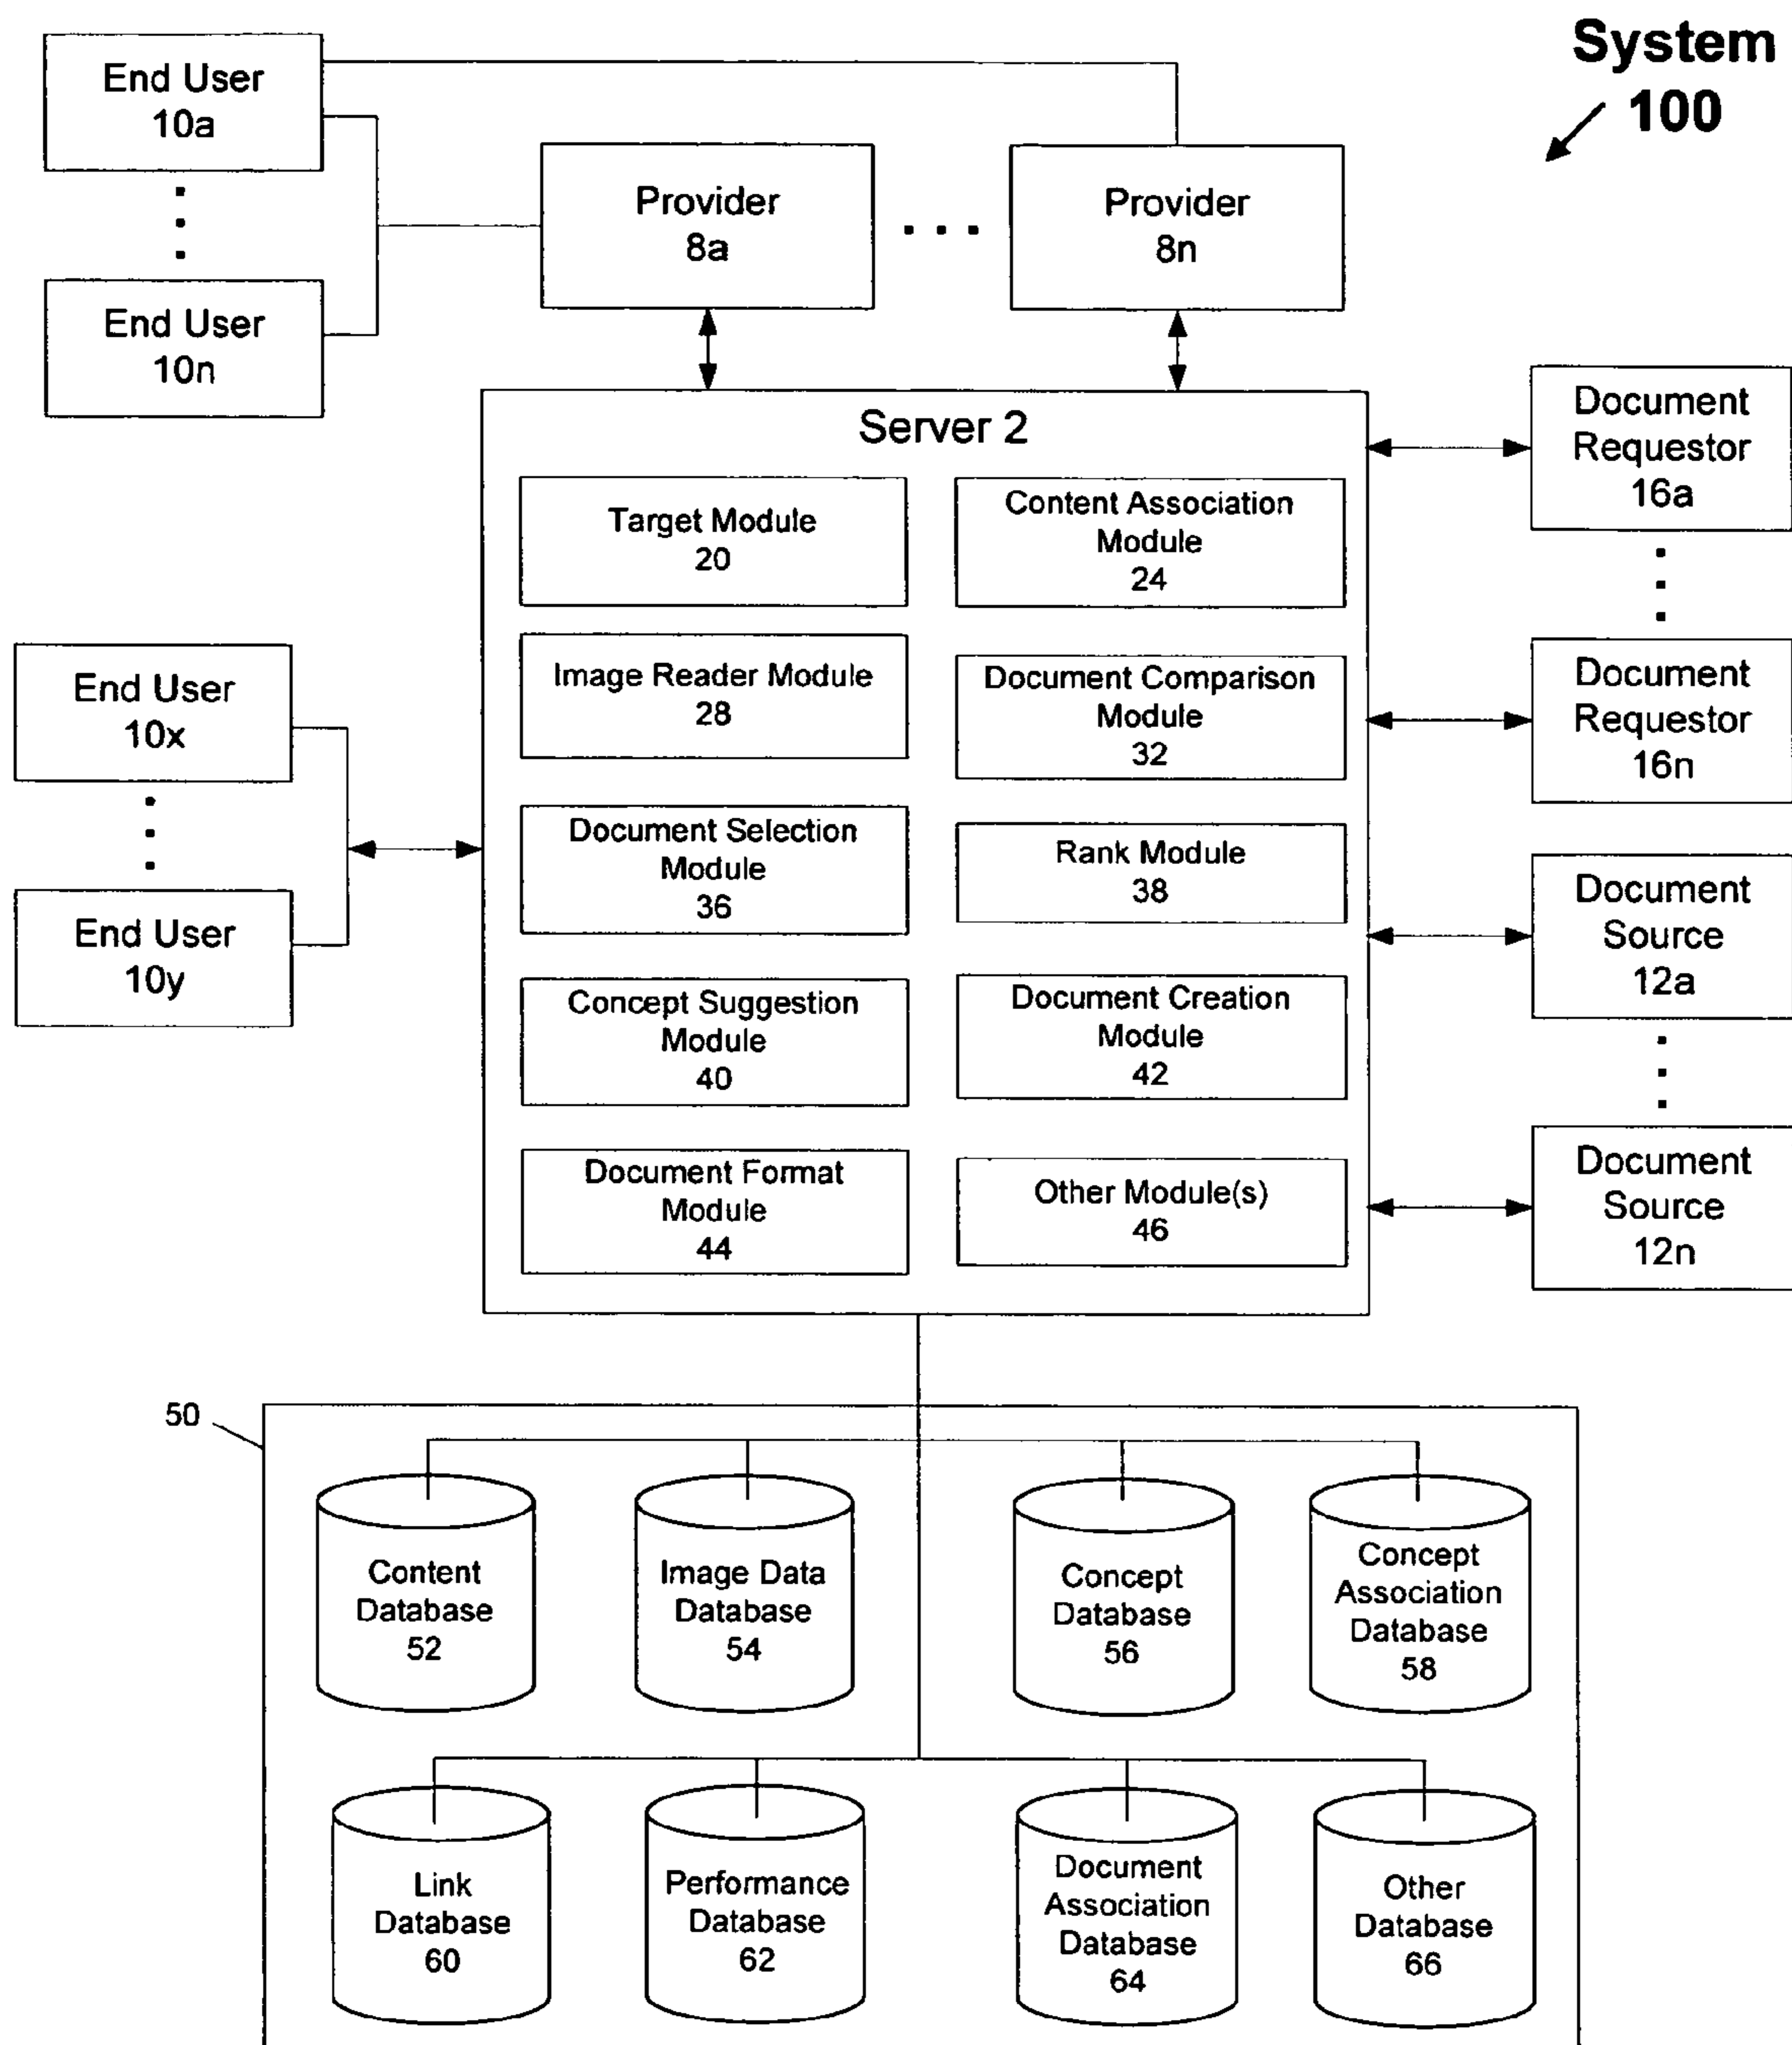 System
100
End User
10a
End User
10n
Provider
8a
Provider
8n
Server 2
Target Module
20
Content Association
Module
24
Image Reader Module
28
Document Comparison
Module
32
Document Selection
Module
36
Rank Module
38
Concept Suggestion
Module
40
Document Creation
Module
42
Document Format
Module
44
Other Module(s)
46
End User
10x
End User
10y
Document
Requestor
16a
Document
Requestor
16n
Document
Source
12a
Document
Source
12n
50
Content
Database
52
Image Data
Database
54
Concept
Database
56
Concept
Association
Database
58
Link
Database
60
Performance
Database
62
Document
Association
Database
64
Other
Database
66